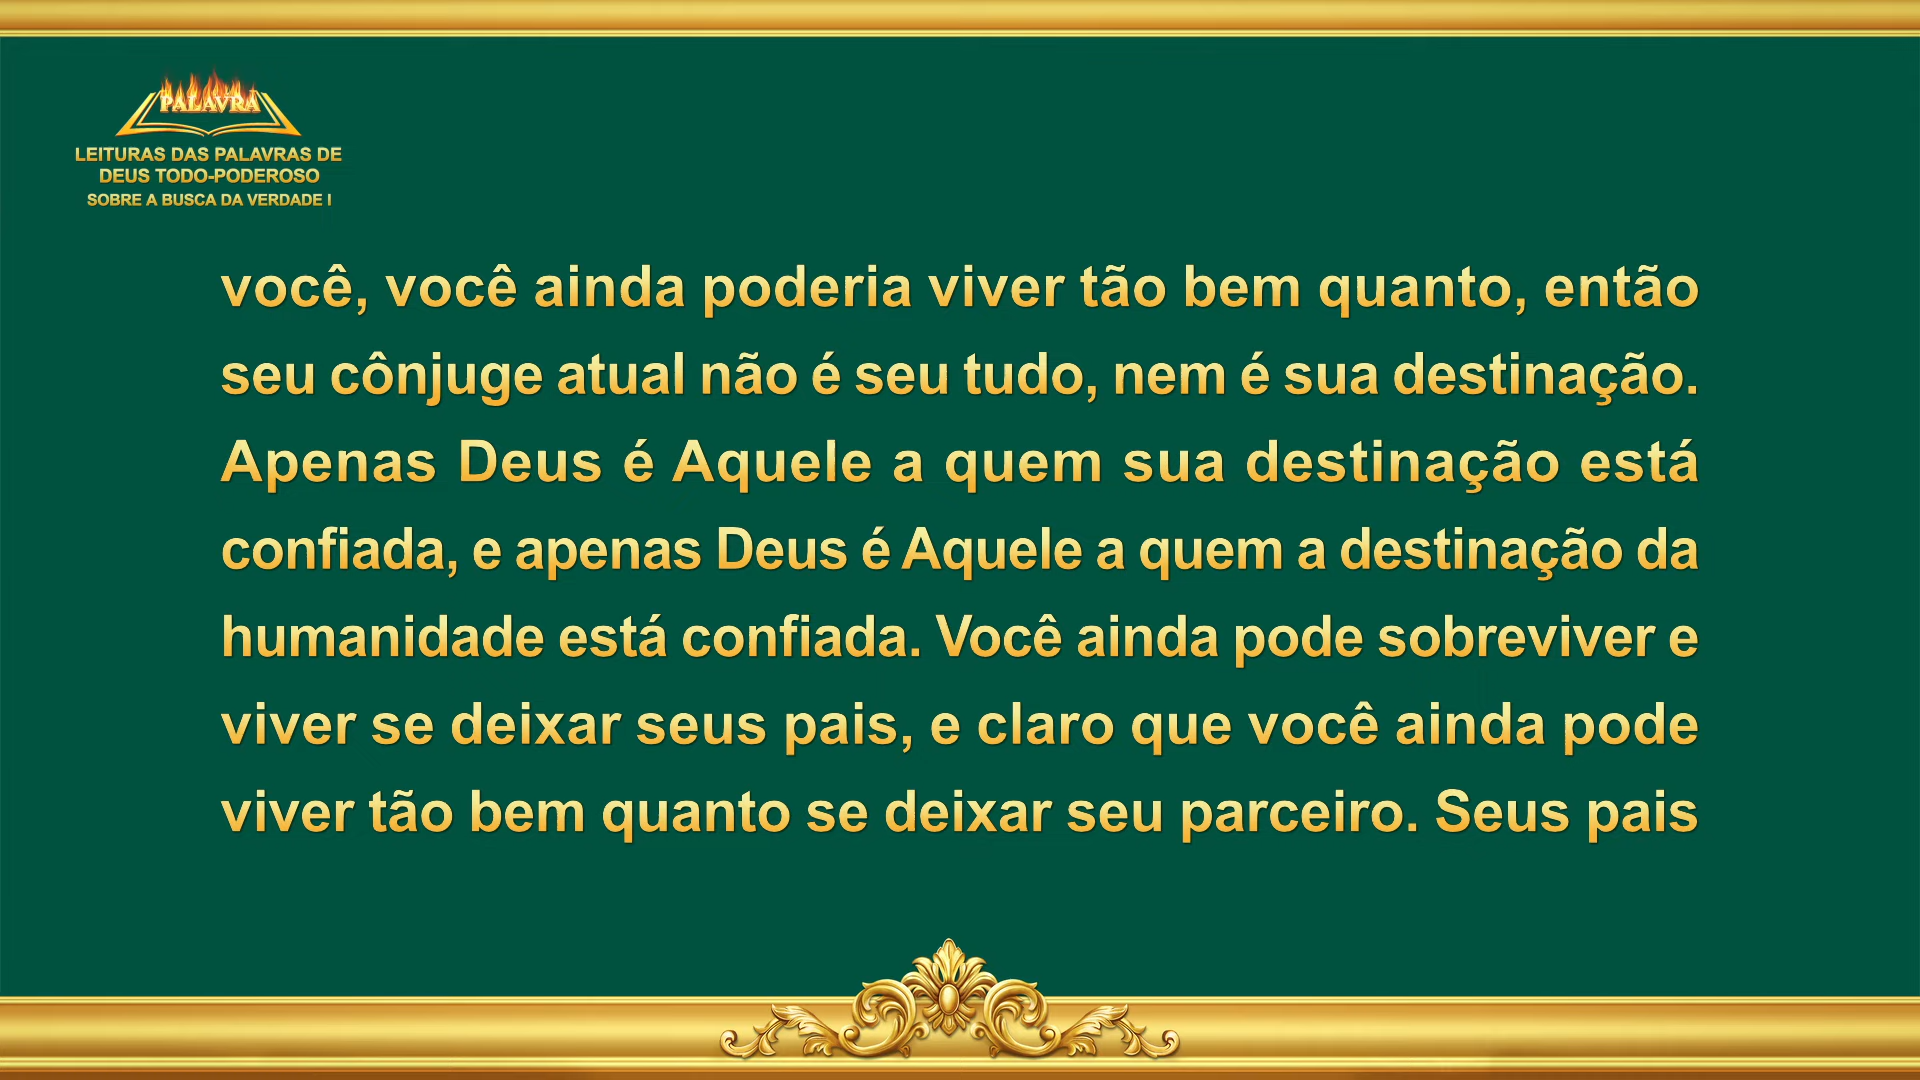 PALAVRA
LEITURAS DAS PALAVRAS DE
DEUS TODO-PODEROSO
SOBRE A BUSCA DA VERDADE I
você, você ainda poderia viver tão bem quanto, então
seu cônjuge atual não é seu tudo, nem é sua destinação.
Apenas Deus é Aquele a quem sua destinação está
confiada, e apenas Deus é Aquele a quem a destinação da
humanidade está confiada. Você ainda pode sobreviver e
viver se deixar seus pais, e claro que você ainda pode
viver tão bem quanto se deixar seu parceiro. Seus pais